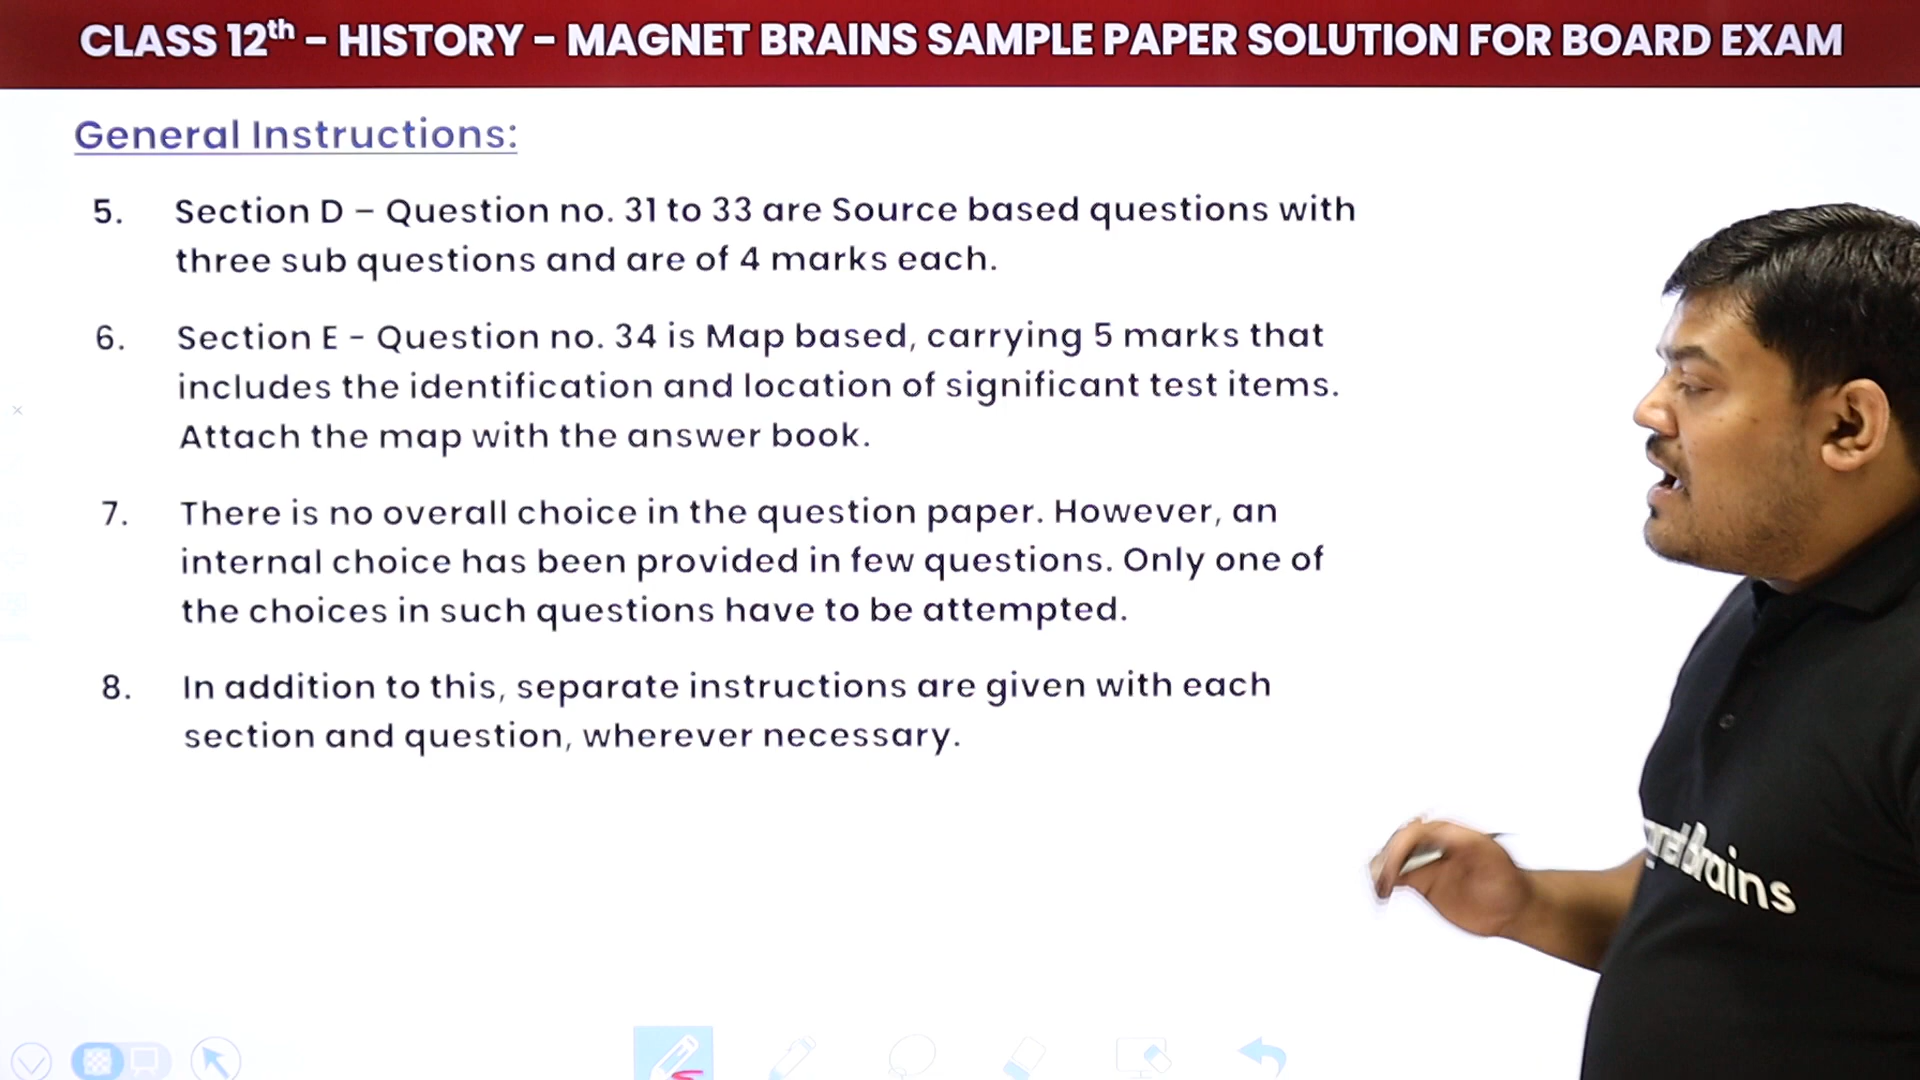 CLASS 12th - HISTORY - MAGNET BRAINS SAMPLE PAPER SOLUTION FOR BOARD EXAM
General Instructions:
5. Section D – Question no. 31 to 33 are Source based questions with
three sub questions and are of 4 marks each.
6. Section E - Question no. 34 is Map based, carrying 5 marks that
includes the identification and location of significant test items.
Attach the map with the answer book.
7. There is no overall choice in the question paper. However, an
internal choice has been provided in few questions. Only one of
the choices in such questions have to be attempted.
8. In addition to this, separate instructions are given with each
section and question, wherever necessary.
Brains